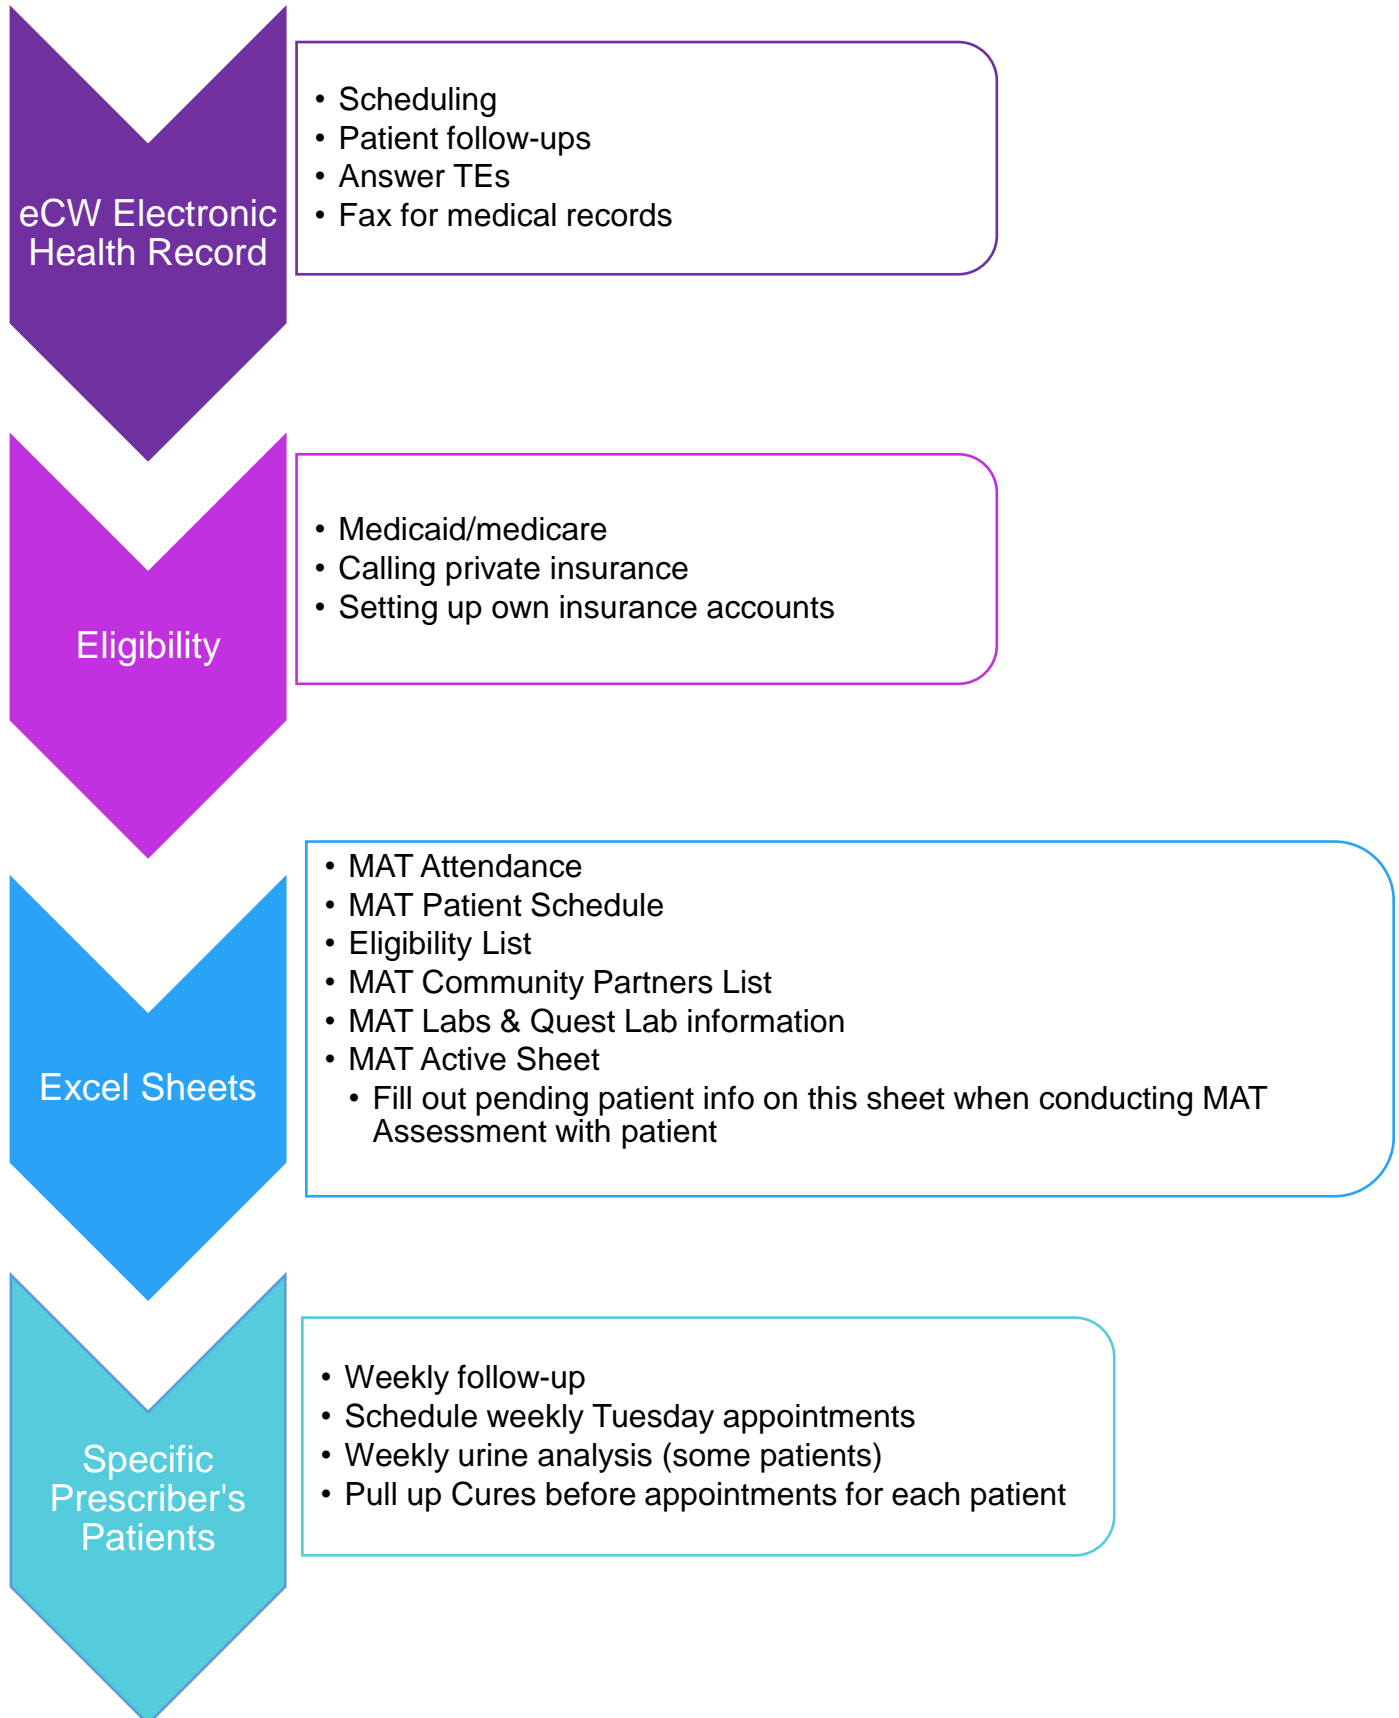 eCW Electronic
Health Record
• Scheduling
• Patient follow-ups
• Answer TEs
• Fax for medical records
Eligibility
• Medicaid/medicare
• Calling private insurance
• Setting up own insurance accounts
Excel Sheets
• MAT Attendance
• MAT Patient Schedule
• Eligibility List
• MAT Community Partners List
• MAT Labs & Quest Lab information
• MAT Active Sheet
• Fill out pending patient info on this sheet when conducting MAT
Assessment with patient
Specific
Prescriber's
Patients
• Weekly follow-up
• Schedule weekly Tuesday appointments
• Weekly urine analysis (some patients)
• Pull up Cures before appointments for each patient